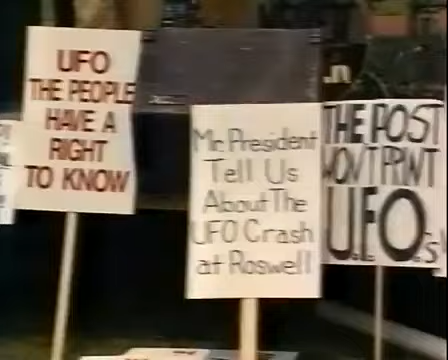 UFO
THE PEOPLE
HAVE A
RIGHT
TO KNOW
Mr. President
Tell Us
About The
UFO Crash
at Roswell
THE POST
WON'T PRINT
U.F.O.'s